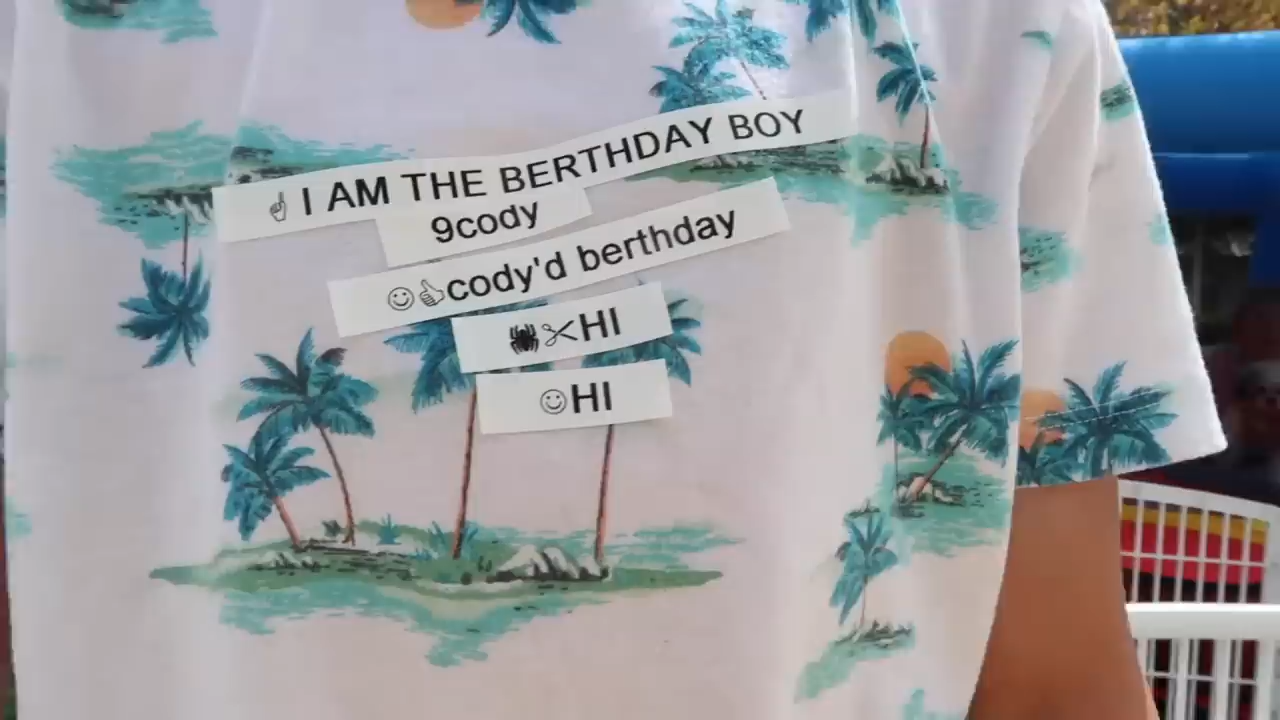 ☝I AM THE BERTHDAY BOY
9cody
☺👍cody'd berthday
🕷✂HI
☺HI